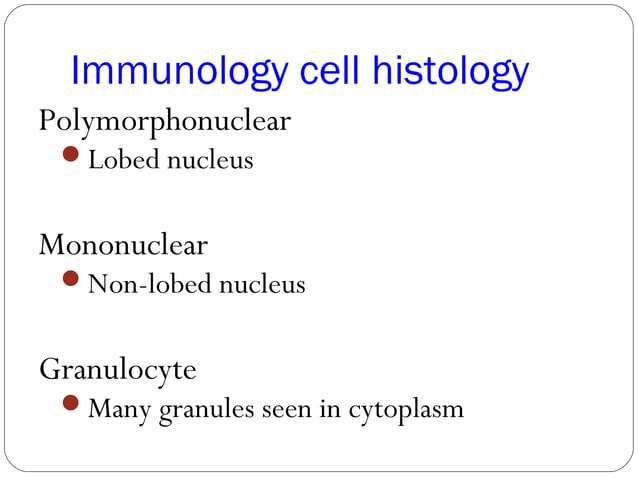 Immunology cell histology
Polymorphonuclear
Lobed nucleus
Mononuclear
Non-lobed nucleus
Granulocyte
Many granules seen in cytoplasm